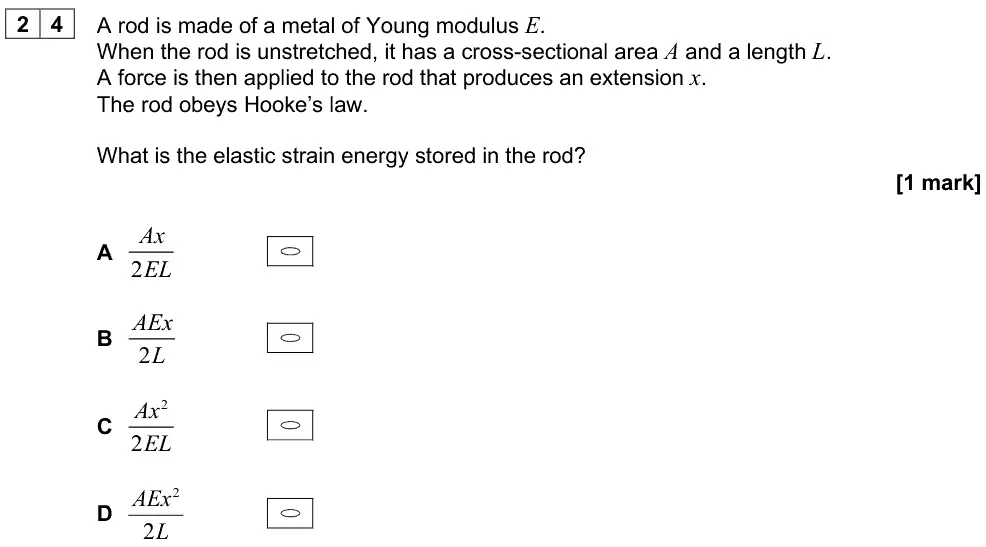 2 4 A rod is made of a metal of Young modulus E.
When the rod is unstretched, it has a cross-sectional area A and a length L.
A force is then applied to the rod that produces an extension x.
The rod obeys Hooke’s law.
What is the elastic strain energy stored in the rod?
[1 mark]
A Ax / 2EL
B AEx / 2L
C Ax² / 2EL
D AEx² / 2L